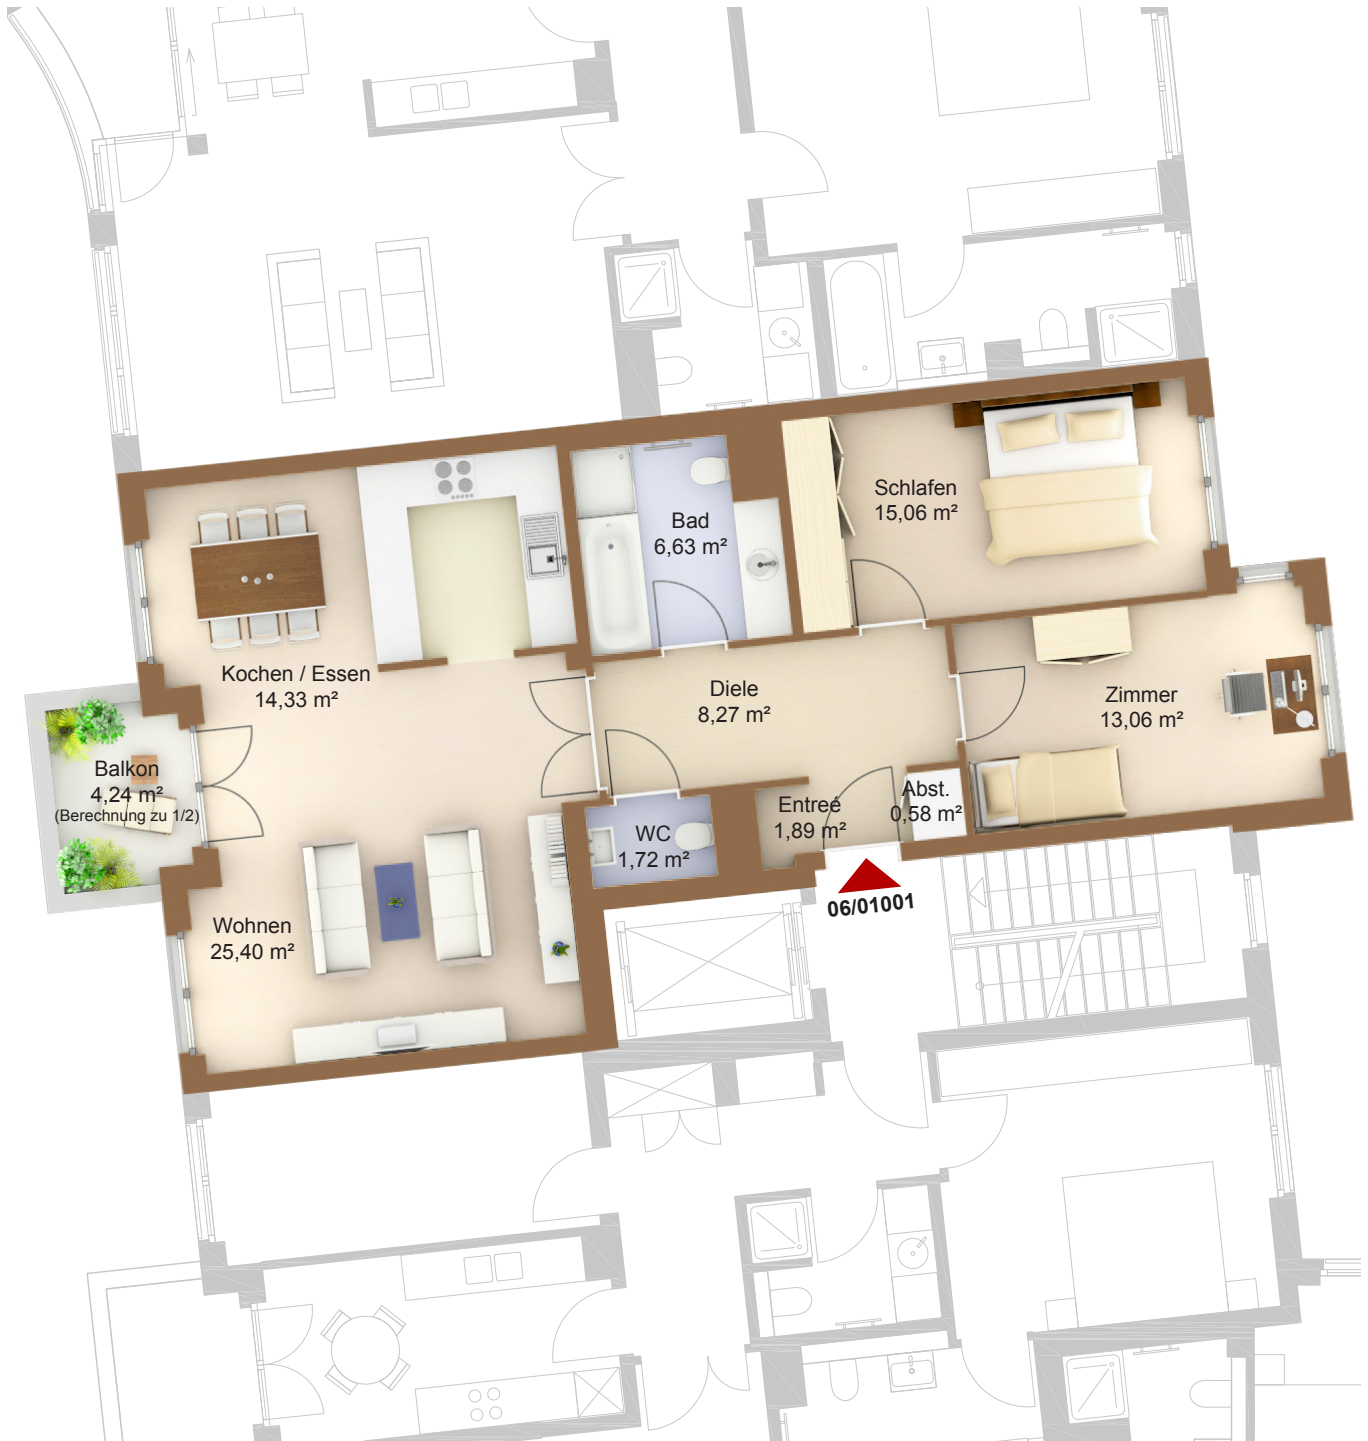 Schlafen
15,06 m²
Bad
6,63 m²
Kochen / Essen
14,33 m²
Diele
8,27 m²
Zimmer
13,06 m²
Balkon
4,24 m²
(Berechnung zu 1/2)
WC
1,72 m²
Entreé
1,89 m²
Abst.
0,58 m²
06/01001
Wohnen
25,40 m²